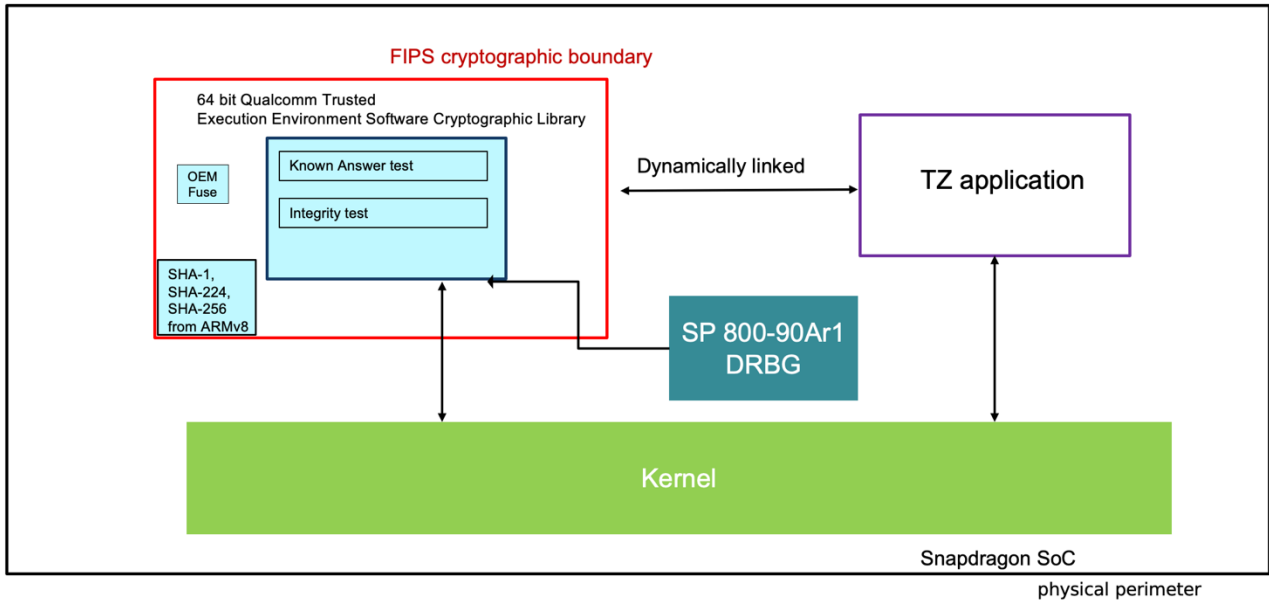 FIPS cryptographic boundary
64 bit Qualcomm Trusted
Execution Environment Software Cryptographic Library
Known Answer test
Integrity test
OEM
Fuse
SHA-1,
SHA-224,
SHA-256
from ARMv8
Dynamically linked
TZ application
SP 800-90Ar1
DRBG
Kernel
Snapdragon SoC
physical perimeter